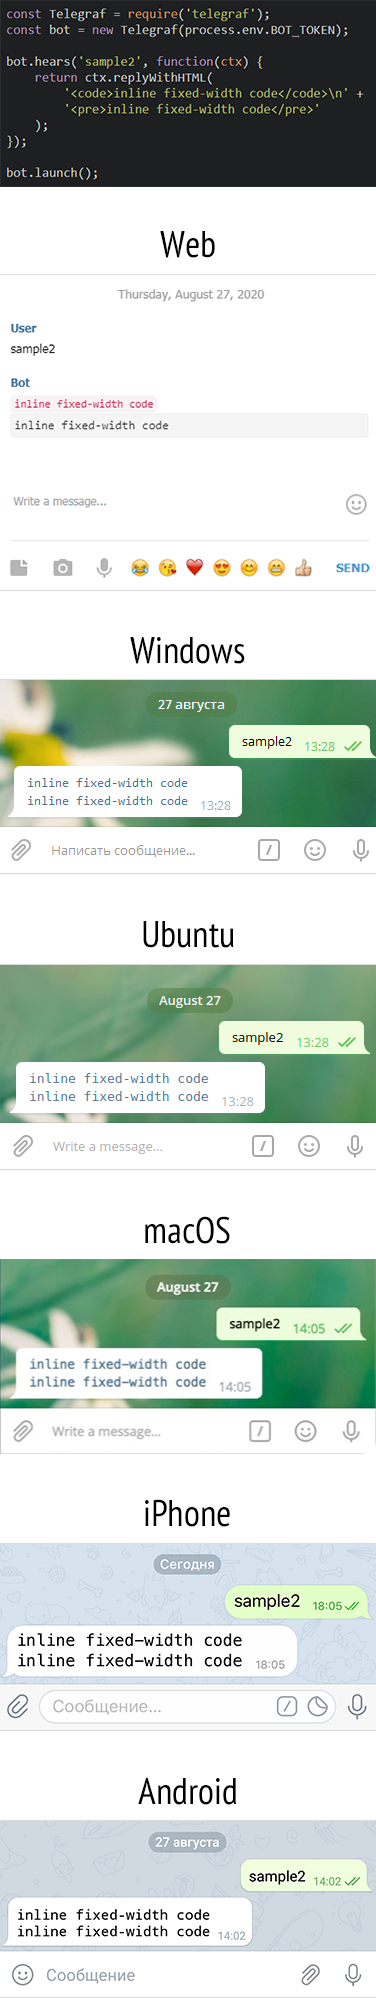 const Telegraf = require('telegraf');
const bot = new Telegraf(process.env.BOT_TOKEN);
bot.hears('sample2', function(ctx) {
return ctx.replyWithHTML(
'<code>inline fixed-width code</code>\n' +
'<pre>inline fixed-width code</pre>'
);
});
bot.launch();
Web
Thursday, August 27, 2020
User
sample2
Bot
inline fixed-width code
inline fixed-width code
Write a message...
SEND
Windows
27 августа
sample2 13:28
inline fixed-width code
inline fixed-width code 13:28
Написать сообщение...
Ubuntu
August 27
sample2 13:28
inline fixed-width code
inline fixed-width code 13:28
Write a message...
macOS
August 27
sample2 14:05
inline fixed-width code
inline fixed-width code 14:05
Write a message...
iPhone
Сегодня
sample2 18:05
inline fixed-width code
inline fixed-width code 18:05
Сообщение...
Android
27 августа
sample2 14:02
inline fixed-width code
inline fixed-width code 14:02
Сообщение